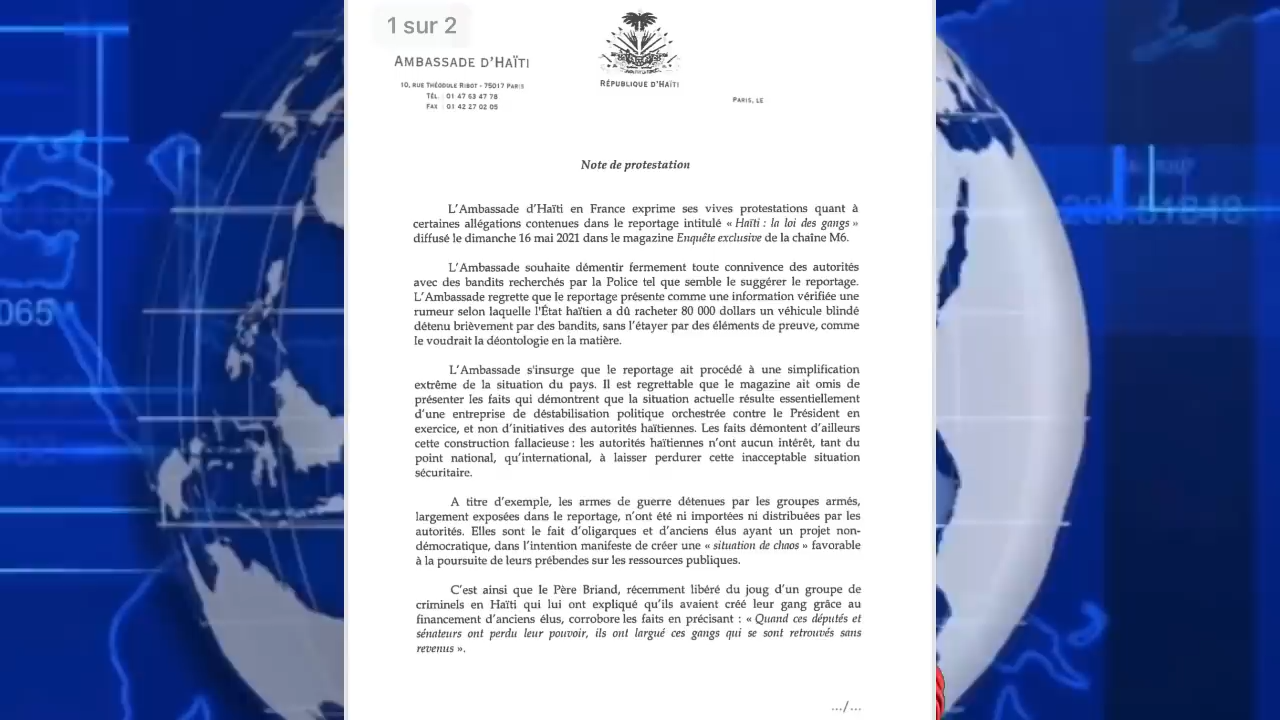 1 sur 2
AMBASSADE D'HAÏTI
10, RUE THÉODULE RIBOT - 75017 PARIS
TÉL. : 01 47 63 47 78
FAX : 01 42 27 02 05
RÉPUBLIQUE D'HAÏTI
PARIS, LE
Note de protestation
L'Ambassade d'Haïti en France exprime ses vives protestations quant à
certaines allégations contenues dans le reportage intitulé « Haïti : la loi des gangs »
diffusé le dimanche 16 mai 2021 dans le magazine Enquête exclusive de la chaîne M6.
L'Ambassade souhaite démentir fermement toute connivence des autorités
avec des bandits recherchés par la Police tel que semble le suggérer le reportage.
L'Ambassade regrette que le reportage présente comme une information vérifiée une
rumeur selon laquelle l'État haïtien a dû racheter 80 000 dollars un véhicule blindé
détenu brièvement par des bandits, sans l'étayer par des éléments de preuve, comme
le voudrait la déontologie en la matière.
L'Ambassade s'insurge que le reportage ait procédé à une simplification
extrême de la situation du pays. Il est regrettable que le magazine ait omis de
présenter les faits qui démontrent que la situation actuelle résulte essentiellement
d'une entreprise de déstabilisation politique orchestrée contre le Président en
exercice, et non d'initiatives des autorités haïtiennes. Les faits démontent d'ailleurs
cette construction fallacieuse : les autorités haïtiennes n'ont aucun intérêt, tant du
point national, qu'international, à laisser perdurer cette inacceptable situation
sécuritaire.
A titre d'exemple, les armes de guerre détenues par les groupes armés,
largement exposées dans le reportage, n'ont été ni importées ni distribuées par les
autorités. Elles sont le fait d'oligarques et d'anciens élus ayant un projet non-
démocratique, dans l'intention manifeste de créer une « situation de chaos » favorable
à la poursuite de leurs prébendes sur les ressources publiques.
C'est ainsi que le Père Briand, récemment libéré du joug d'un groupe de
criminels en Haïti qui lui ont expliqué qu'ils avaient créé leur gang grâce au
financement d'anciens élus, corrobore les faits en précisant : « Quand ces députés et
sénateurs ont perdu leur pouvoir, ils ont largué ces gangs qui se sont retrouvés sans
revenus ».
.../...
065